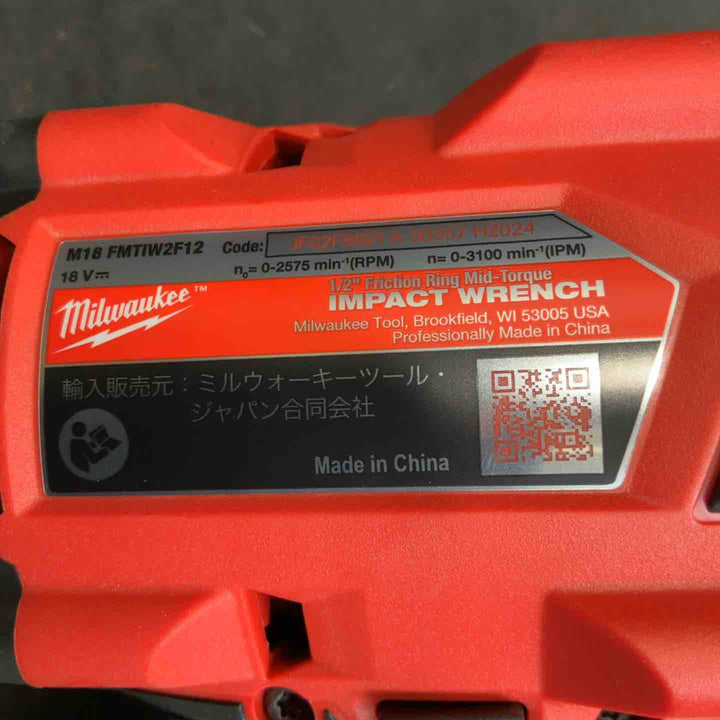 M18 FMTIW2F12 Code: A 00357 H2024
18 V⎓ n₀= 0-2575 min⁻¹(RPM) n= 0-3100 min⁻¹(IPM)
Milwaukee™
1/2" Friction Ring Mid-Torque
IMPACT WRENCH
Milwaukee Tool, Brookfield, WI 53005 USA
Professionally Made in China
輸入販売元：ミルウォーキーツール・
ジャパン合同会社
Made in China